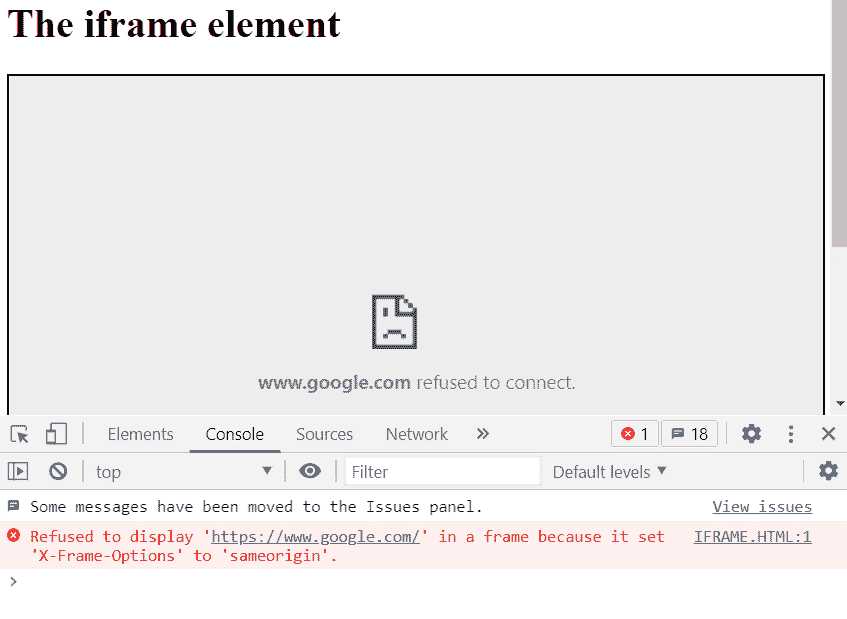 The iframe element
www.google.com refused to connect.
Elements Console Sources Network 1 18
top Filter Default levels
Some messages have been moved to the Issues panel. View issues
Refused to display 'https://www.google.com/' in a frame because it set IFRAME.HTML:1
'X-Frame-Options' to 'sameorigin'.